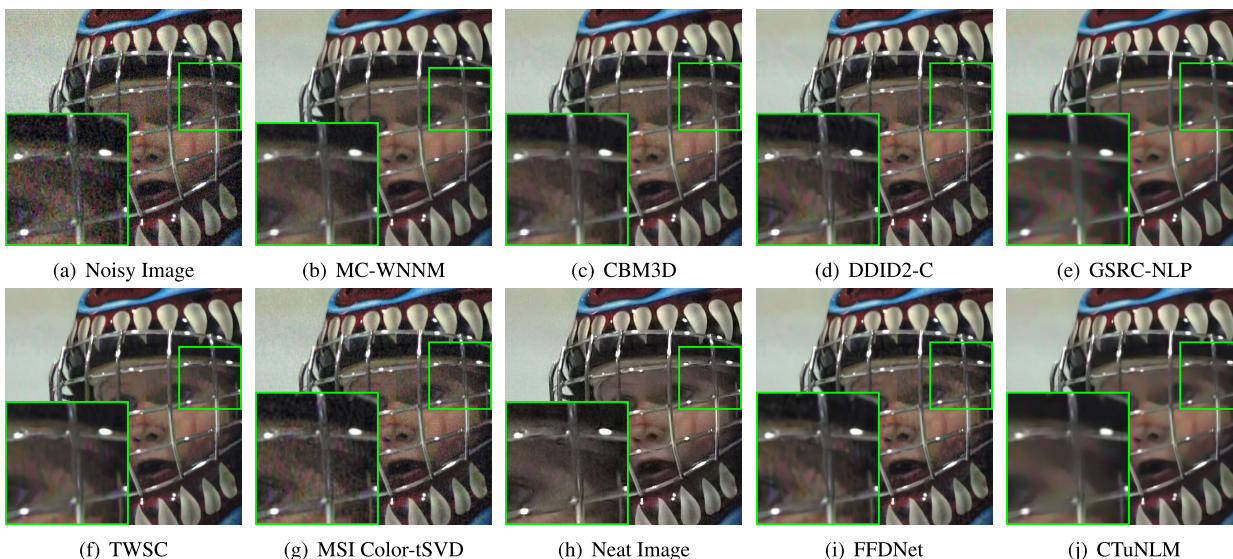 (a) Noisy Image
(b) MC-WNNM
(c) CBM3D
(d) DDID2-C
(e) GSRC-NLP
(f) TWSC
(g) MSI Color-tSVD
(h) Neat Image
(i) FFDNet
(j) CTuNLM